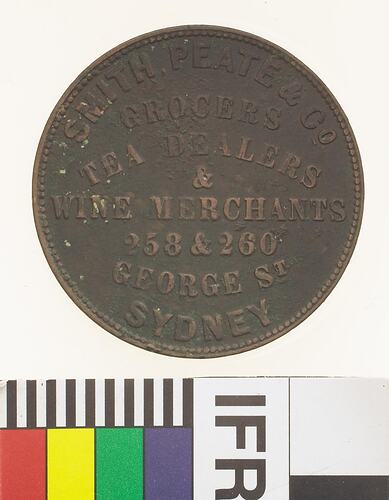 SMITH, PEATE & Co
GROCERS
TEA DEALERS
&
WINE MERCHANTS
258 & 260
GEORGE ST
SYDNEY
IFR